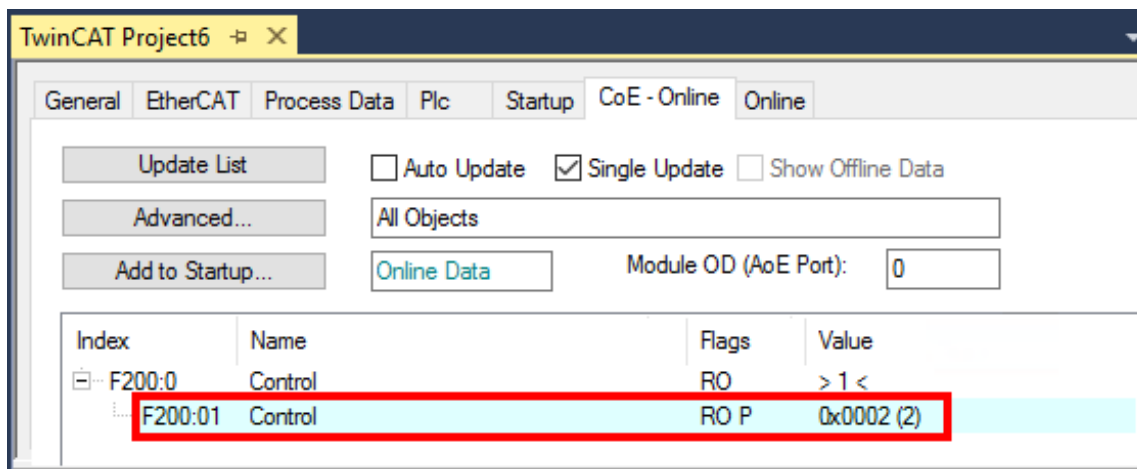 TwinCAT Project6
General EtherCAT Process Data Plc Startup CoE - Online Online
Update List Auto Update Single Update Show Offline Data
Advanced... All Objects
Add to Startup... Online Data Module OD (AoE Port): 0
Index Name Flags Value
F200:0 Control RO > 1 <
F200:01 Control RO P 0x0002 (2)